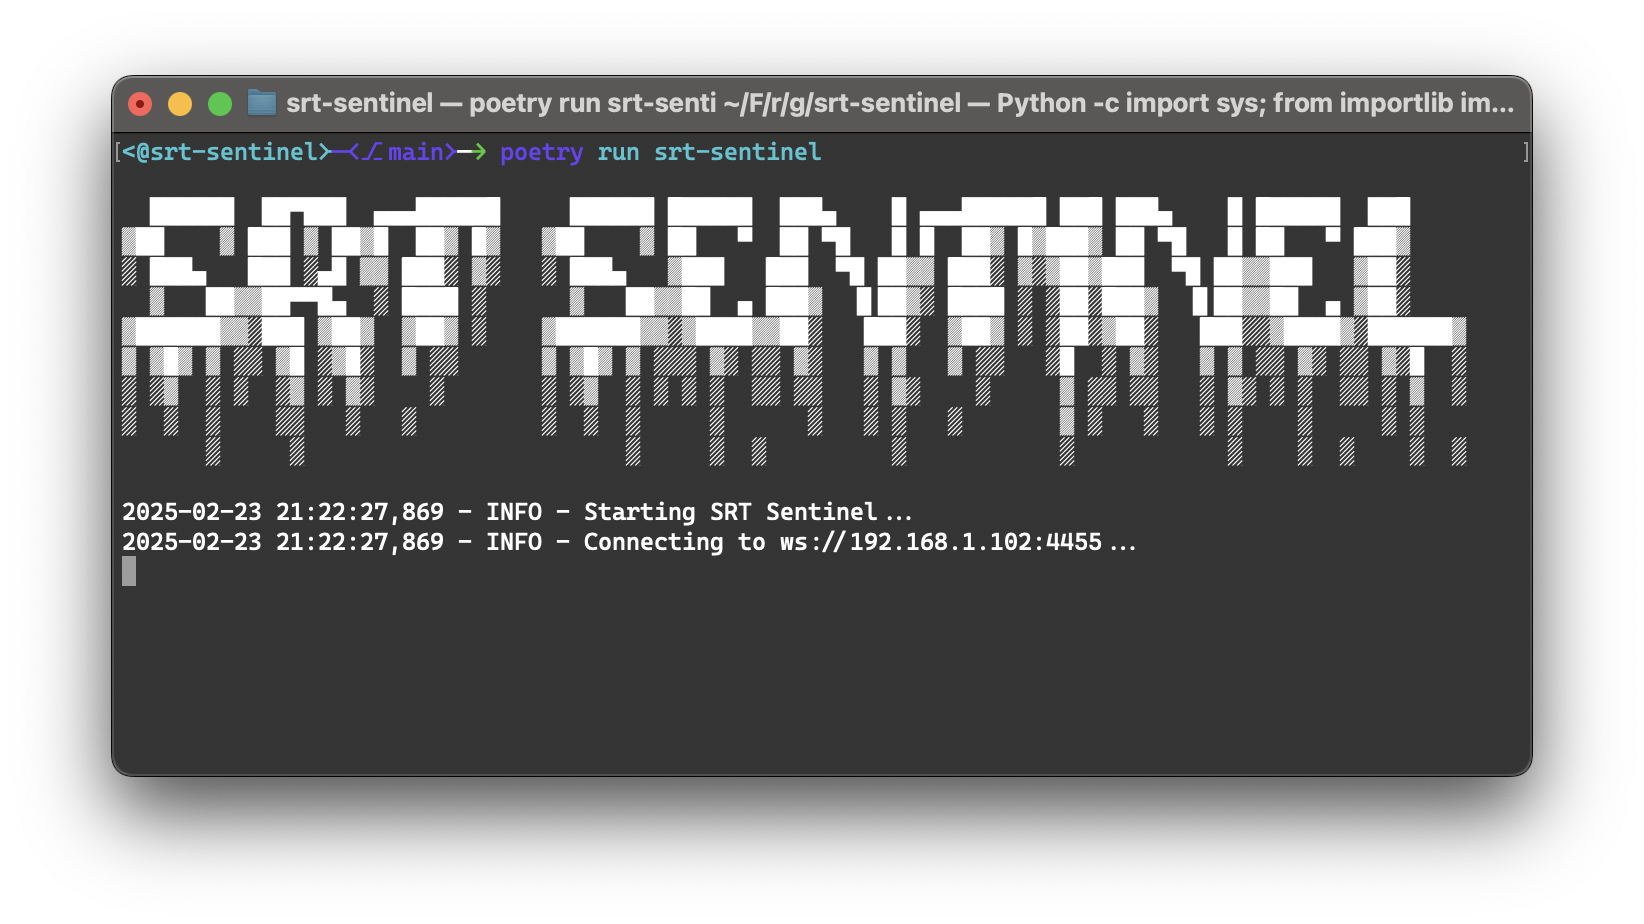 srt-sentinel — poetry run srt-senti ~/F/r/g/srt-sentinel — Python -c import sys; from importlib im...
[<@srt-sentinel>—<⎇ main>—→ poetry run srt-sentinel ]
SRT SENTINEL
2025-02-23 21:22:27,869 - INFO - Starting SRT Sentinel...
2025-02-23 21:22:27,869 - INFO - Connecting to ws://192.168.1.102:4455...